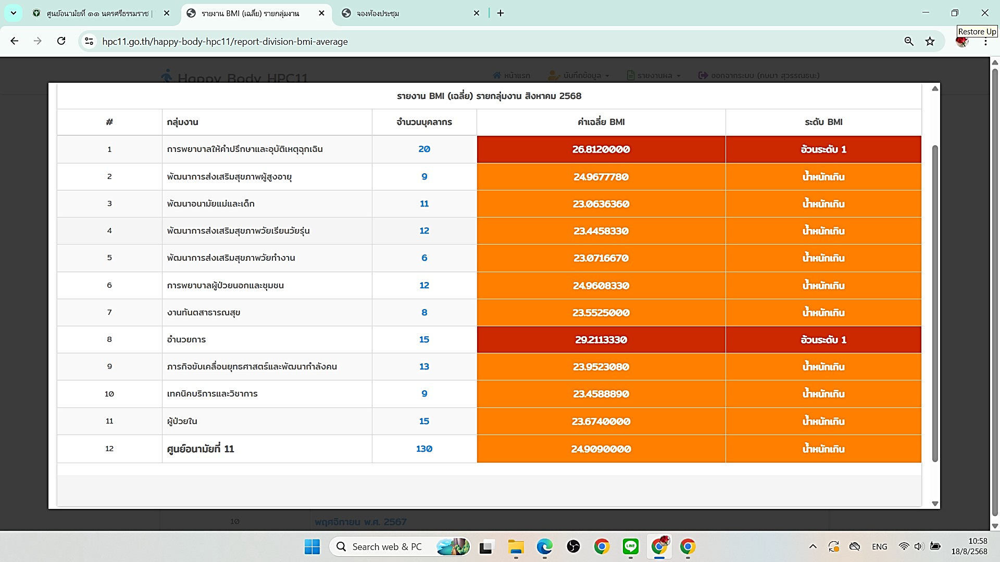 ศูนย์อนามัยที่ ๑๑ นครศรีธรรมราช |
รายงาน BMI (เฉลี่ย) รายกลุ่มงาน
จองห้องประชุม
hpc11.go.th/happy-body-hpc11/report-division-bmi-average
Restore Up
Happy Body HPC11
หน้าแรก
บันทึกข้อมูล
รายงานผล
ออกจากระบบ (กษมา สุวรรณธนะ)
รายงาน BMI (เฉลี่ย) รายกลุ่มงาน สิงหาคม 2568
# กลุ่มงาน จำนวนบุคลากร ค่าเฉลี่ย BMI ระดับ BMI
1 การพยาบาลให้คำปรึกษาและอุบัติเหตุฉุกเฉิน 20 26.8120000 อ้วนระดับ 1
2 พัฒนาการส่งเสริมสุขภาพผู้สูงอายุ 9 24.9677780 น้ำหนักเกิน
3 พัฒนาอนามัยแม่และเด็ก 11 23.0636360 น้ำหนักเกิน
4 พัฒนาการส่งเสริมสุขภาพวัยเรียนวัยรุ่น 12 23.4458330 น้ำหนักเกิน
5 พัฒนาการส่งเสริมสุขภาพวัยทำงาน 6 23.0716670 น้ำหนักเกิน
6 การพยาบาลผู้ป่วยนอกและชุมชน 12 24.9608330 น้ำหนักเกิน
7 งานทันตสาธารณสุข 8 23.5525000 น้ำหนักเกิน
8 อำนวยการ 15 29.2113330 อ้วนระดับ 1
9 ภารกิจขับเคลื่อนยุทธศาสตร์และพัฒนากำลังคน 13 23.9523080 น้ำหนักเกิน
10 เทคนิคบริการและวิชาการ 9 23.4588890 น้ำหนักเกิน
11 ผู้ป่วยใน 15 23.6740000 น้ำหนักเกิน
12 ศูนย์อนามัยที่ 11 130 24.9090000 น้ำหนักเกิน
10 พฤศจิกายน พ.ศ. 2567
Search web & PC
LINE
ENG
10:58
18/8/2568